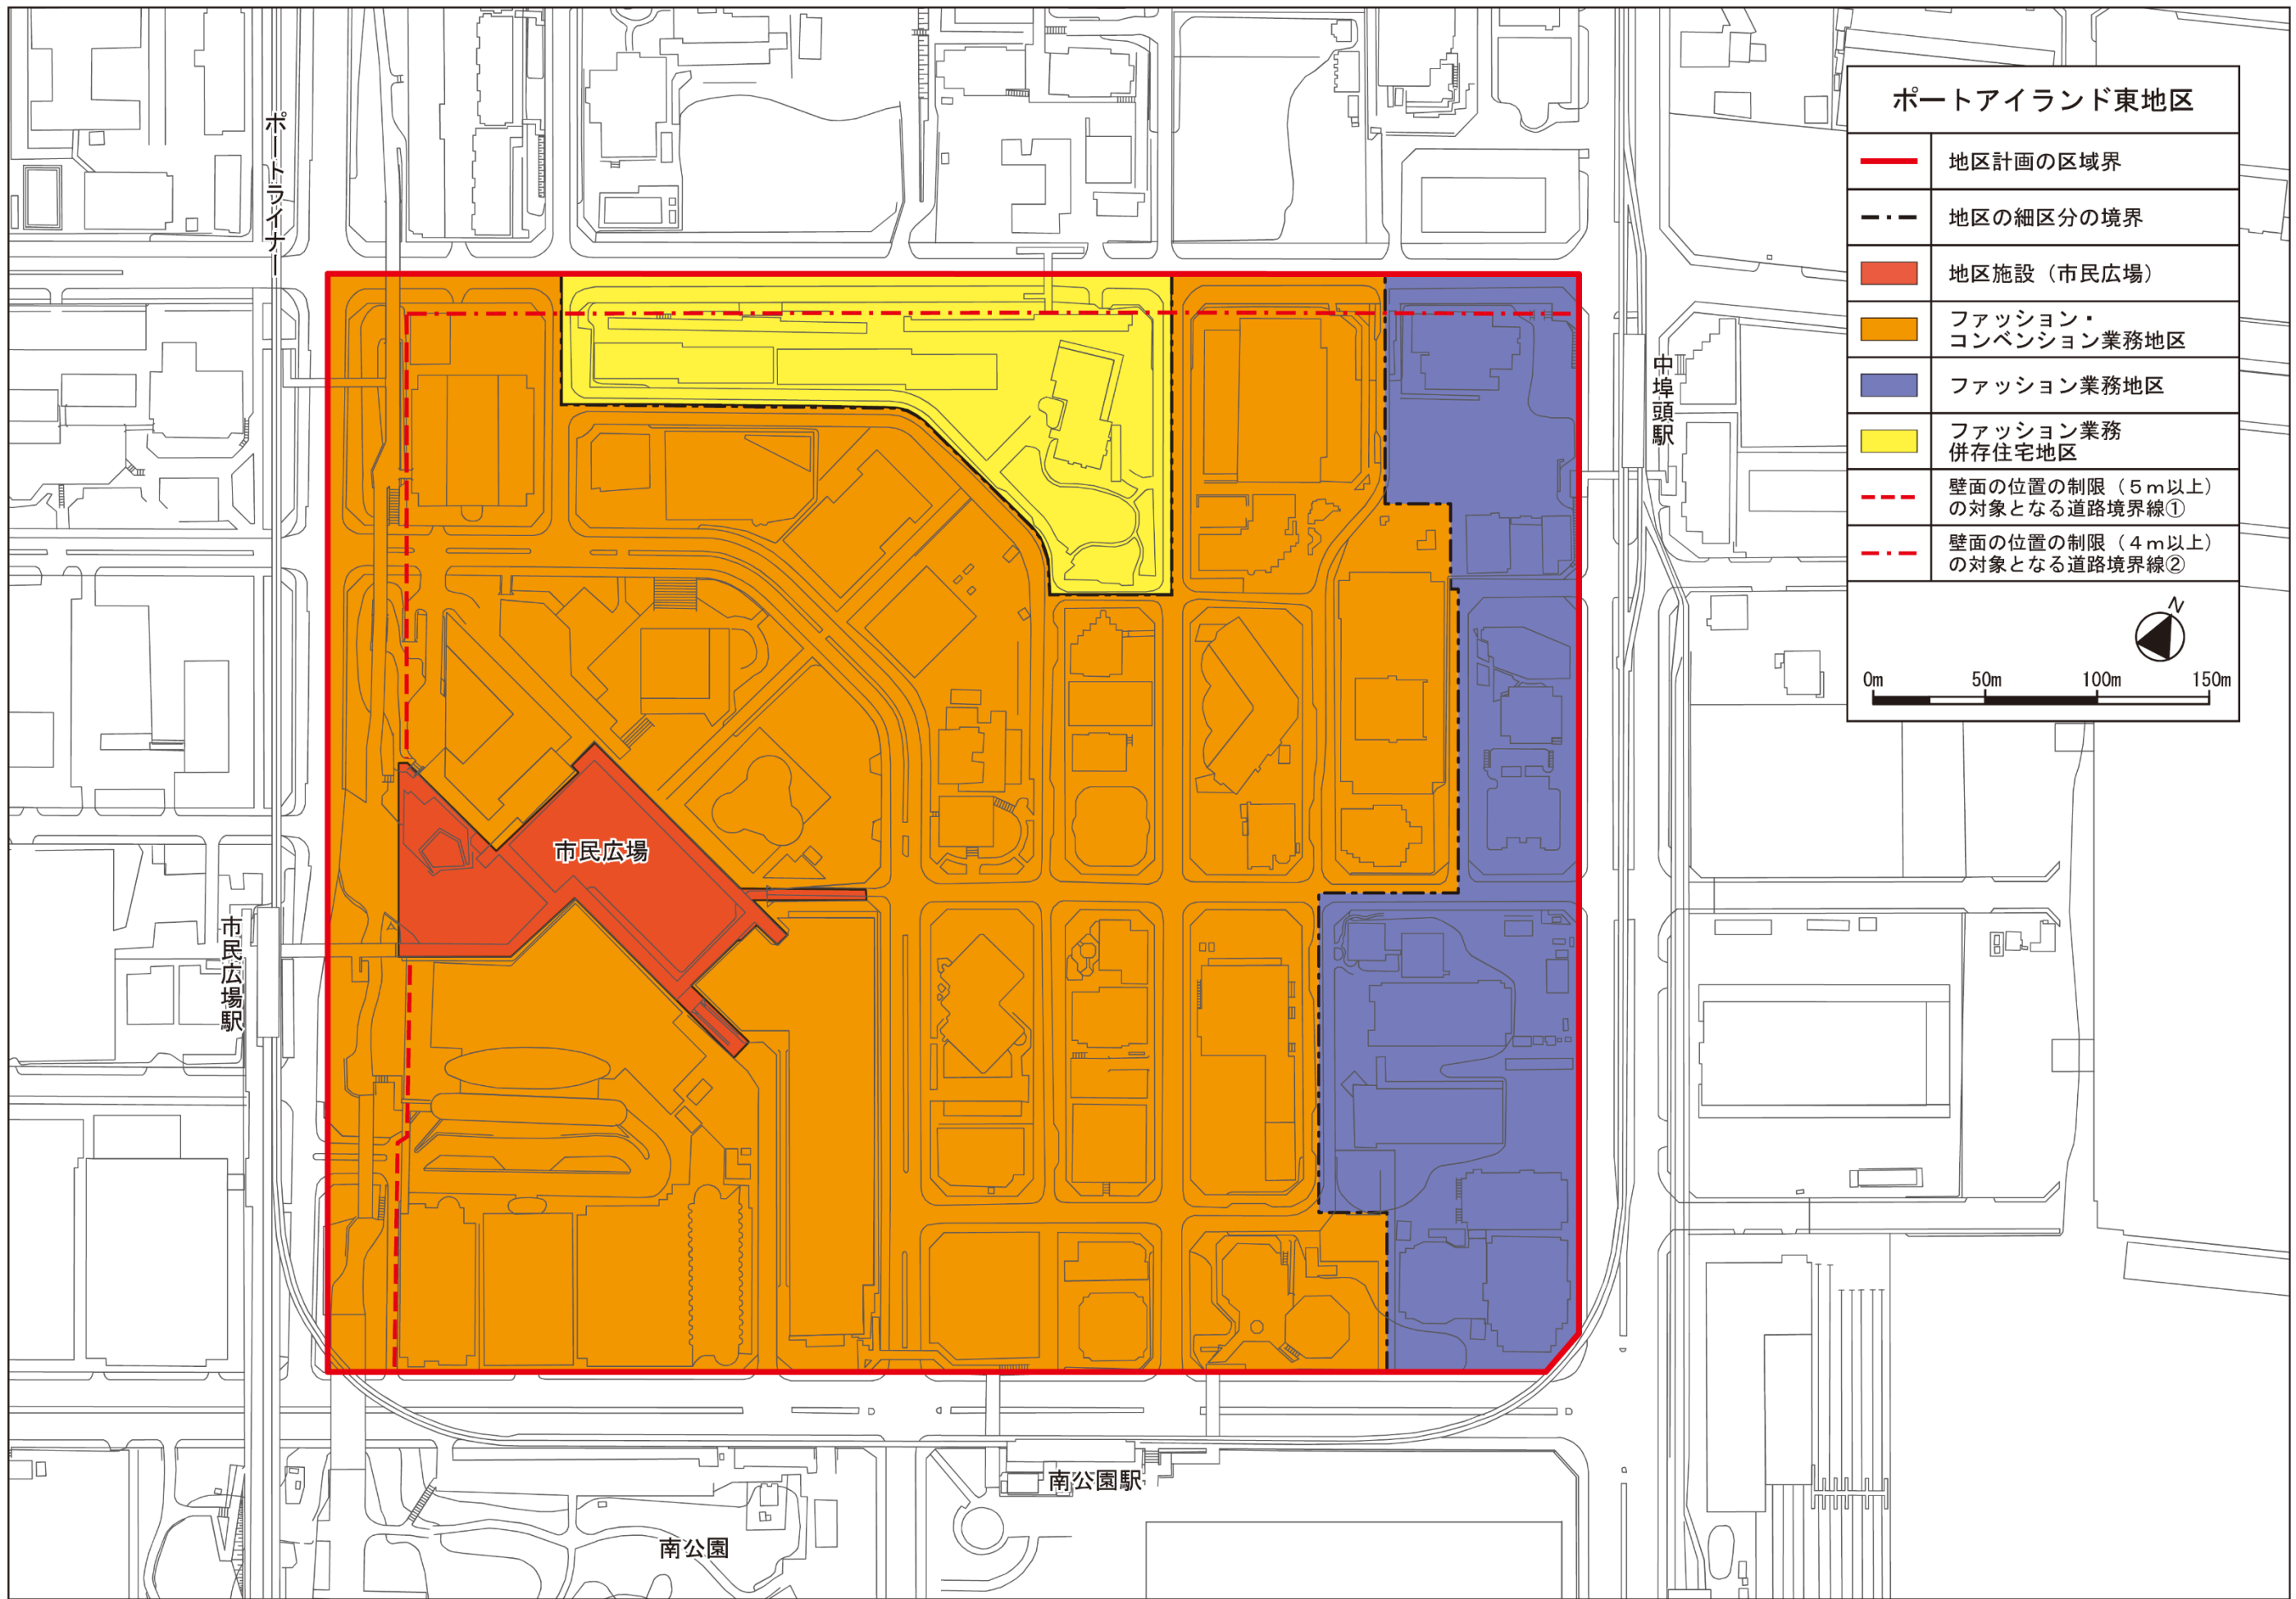 ポートライナー
ポートアイランド東地区
地区計画の区域界
地区の細区分の境界
地区施設（市民広場）
ファッション・
コンベンション業務地区
ファッション業務地区
ファッション業務
併存住宅地区
壁面の位置の制限（５ｍ以上）
の対象となる道路境界線①
壁面の位置の制限（４ｍ以上）
の対象となる道路境界線②
N
0m 50m 100m 150m
中埠頭駅
市民広場
市民広場駅
南公園駅
南公園